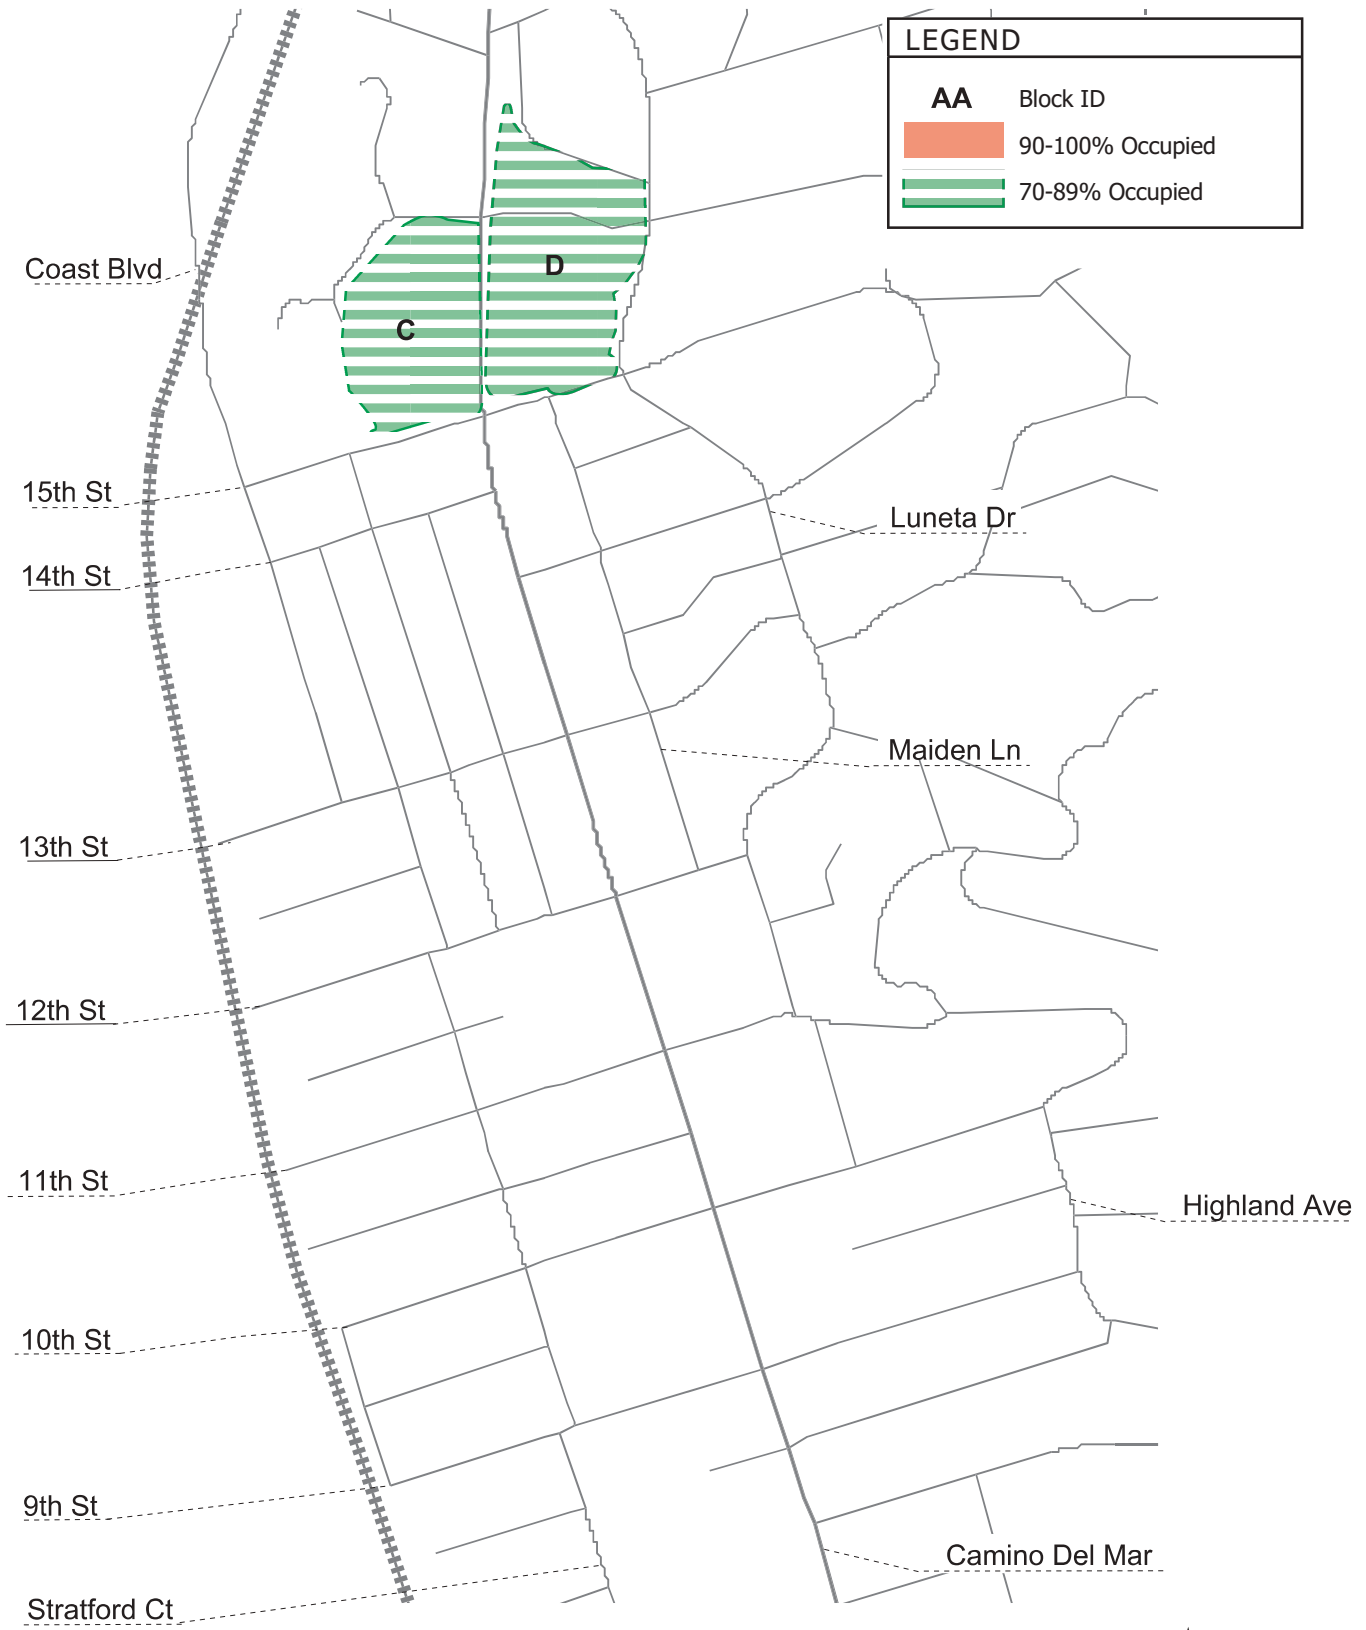 LEGEND
AA Block ID
90-100% Occupied
70-89% Occupied
D
Coast Blvd
C
15th St
Luneta Dr
14th St
Maiden Ln
13th St
12th St
11th St
Highland Ave
10th St
9th St
Camino Del Mar
Stratford Ct